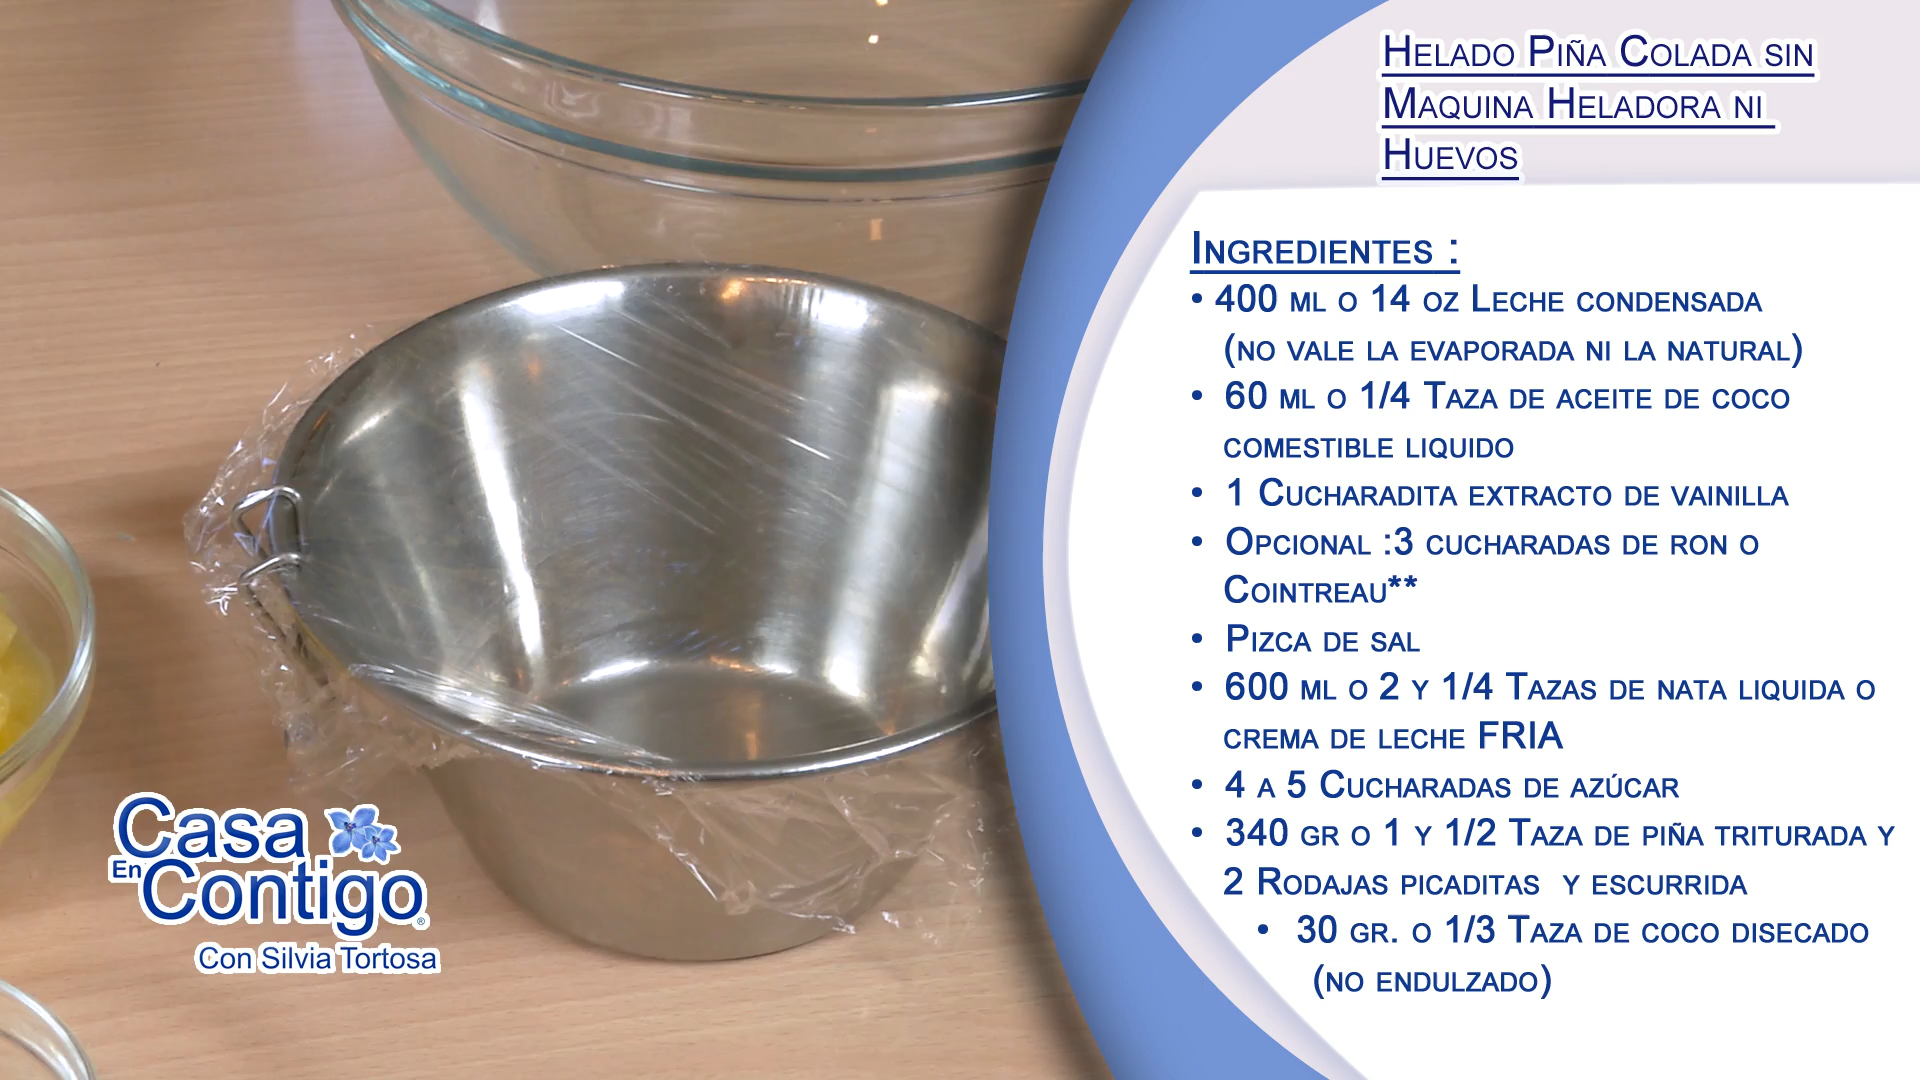 Helado Piña Colada sin
Maquina Heladora ni
Huevos
Ingredientes :
• 400 ml o 14 oz Leche condensada
(no vale la evaporada ni la natural)
• 60 ml o 1/4 Taza de aceite de coco
comestible liquido
• 1 Cucharadita extracto de vainilla
• Opcional :3 cucharadas de ron o
Cointreau**
• Pizca de sal
• 600 ml o 2 y 1/4 Tazas de nata liquida o
crema de leche FRIA
• 4 a 5 Cucharadas de azúcar
• 340 gr o 1 y 1/2 Taza de piña triturada y
2 Rodajas picaditas y escurrida
• 30 gr. o 1/3 Taza de coco disecado
(no endulzado)
Casa
En Contigo®
Con Silvia Tortosa